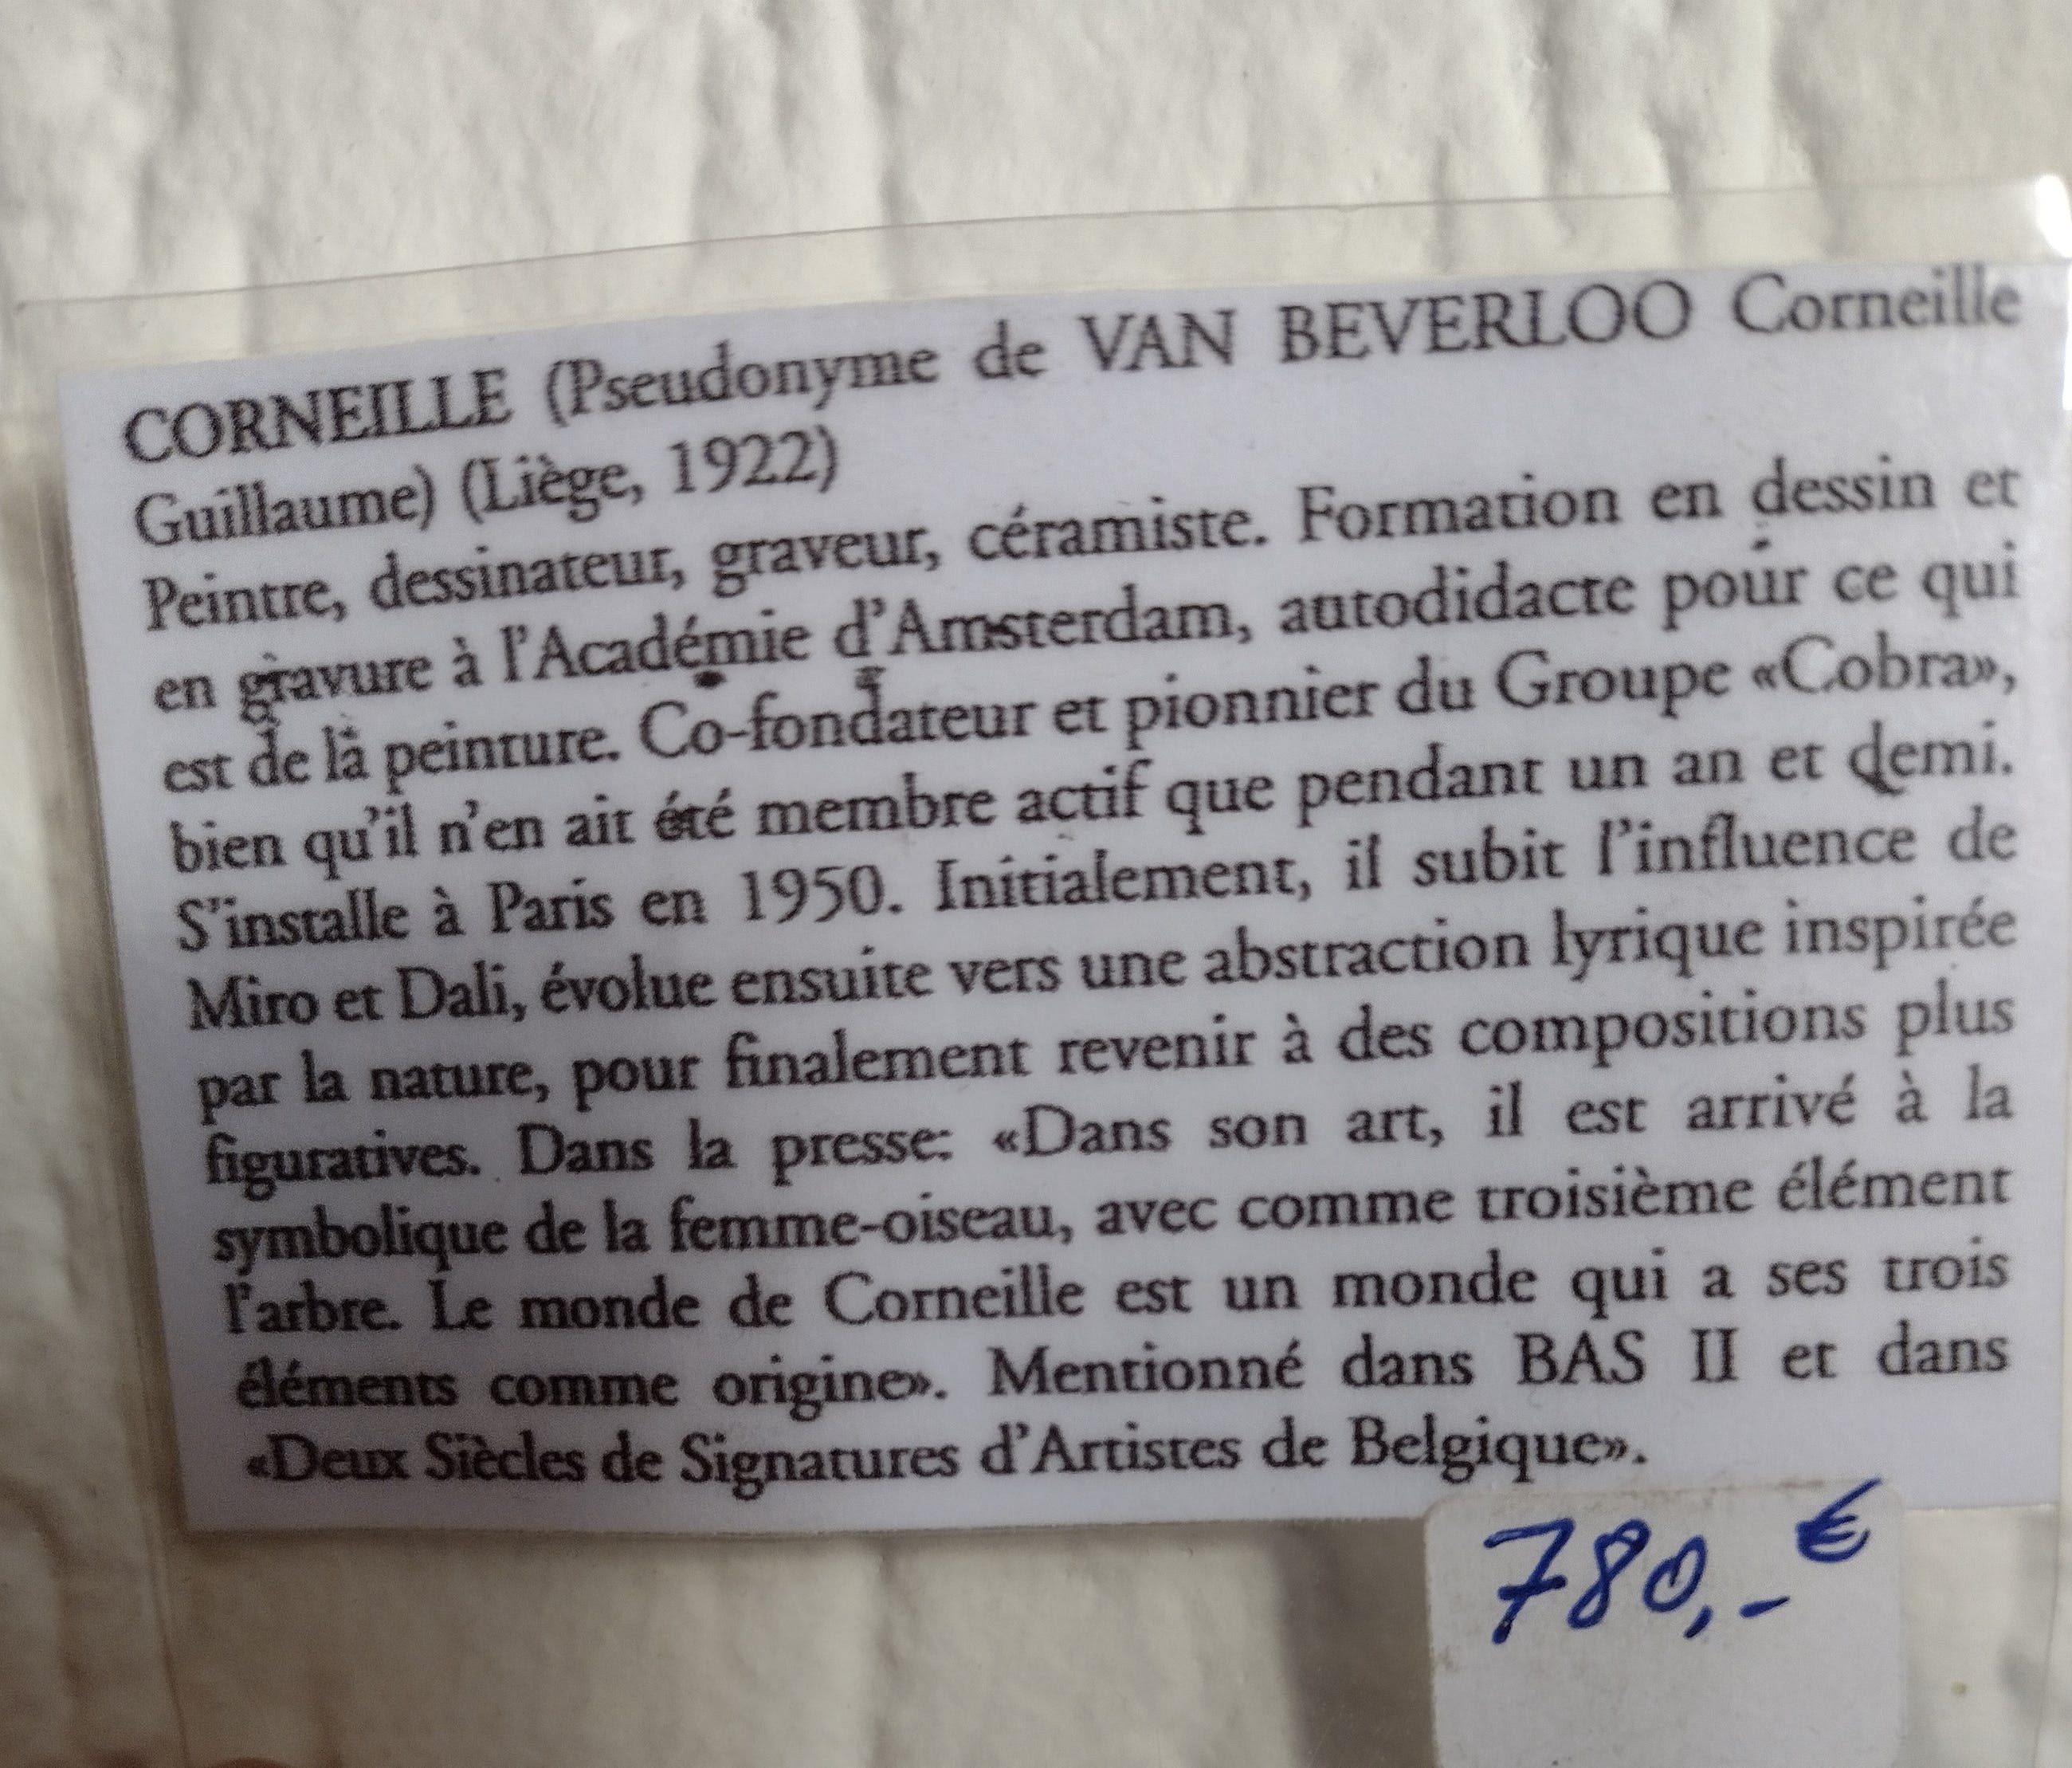 CORNEILLE (Pseudonyme de VAN BEVERLOO Corneille
Guillaume) (Liège, 1922)
Peintre, dessinateur, graveur, céramiste. Formation en dessin et
en gravure à l'Académie d'Amsterdam, autodidacte pour ce qui
est de la peinture. Co-fondateur et pionnier du Groupe «Cobra»,
bien qu'il n'en ait été membre actif que pendant un an et demi.
S'installe à Paris en 1950. Initialement, il subit l'influence de
Miro et Dali, évolue ensuite vers une abstraction lyrique inspirée
par la nature, pour finalement revenir à des compositions plus
figuratives. Dans la presse: «Dans son art, il est arrivé à la
symbolique de la femme-oiseau, avec comme troisième élément
l'arbre. Le monde de Corneille est un monde qui a ses trois
éléments comme origine». Mentionné dans BAS II et dans
«Deux Siècles de Signatures d'Artistes de Belgique».
780,-€